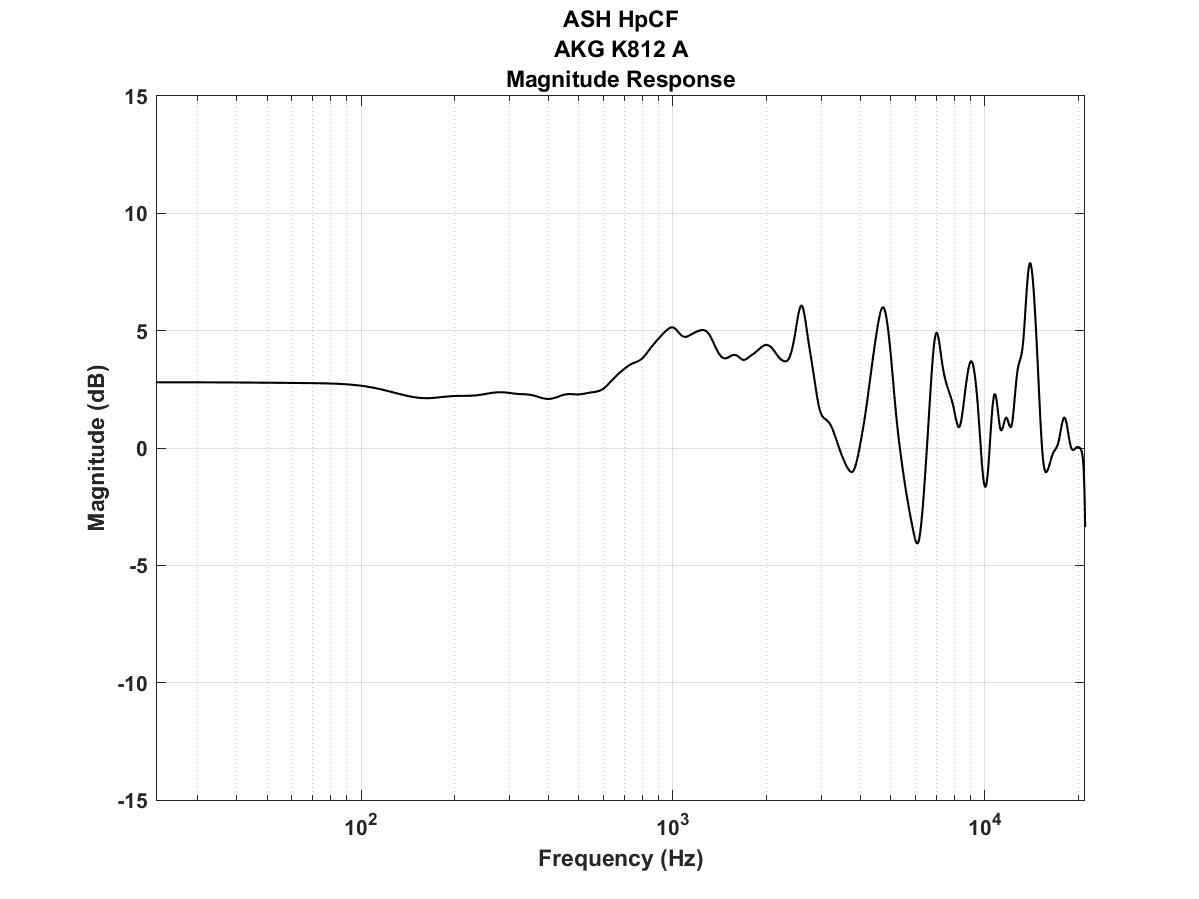 ASH HpCF
AKG K812 A
Magnitude Response
15
10
5
0
-5
-10
-15
Magnitude (dB)
10² 10³ 10⁴
Frequency (Hz)